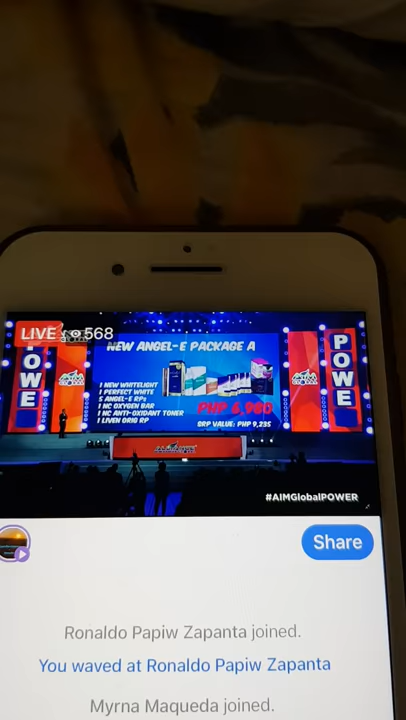 LIVE 568
POWE
POWE
NEW ANGEL-E PACKAGE A
1 NEW WHITELIGHT
1 PERFECT WHITE
5 ANGEL-E RPs
1 NC OXYGEN BAR
1 NC ANTI-OXIDANT TONER
1 LIVEN ORIG RP
PHP 6,980
SRP VALUE: PHP 9,235
#AIMGlobalPOWER
Share
Ronaldo Papiw Zapanta joined.
You waved at Ronaldo Papiw Zapanta
Myrna Maqueda joined.